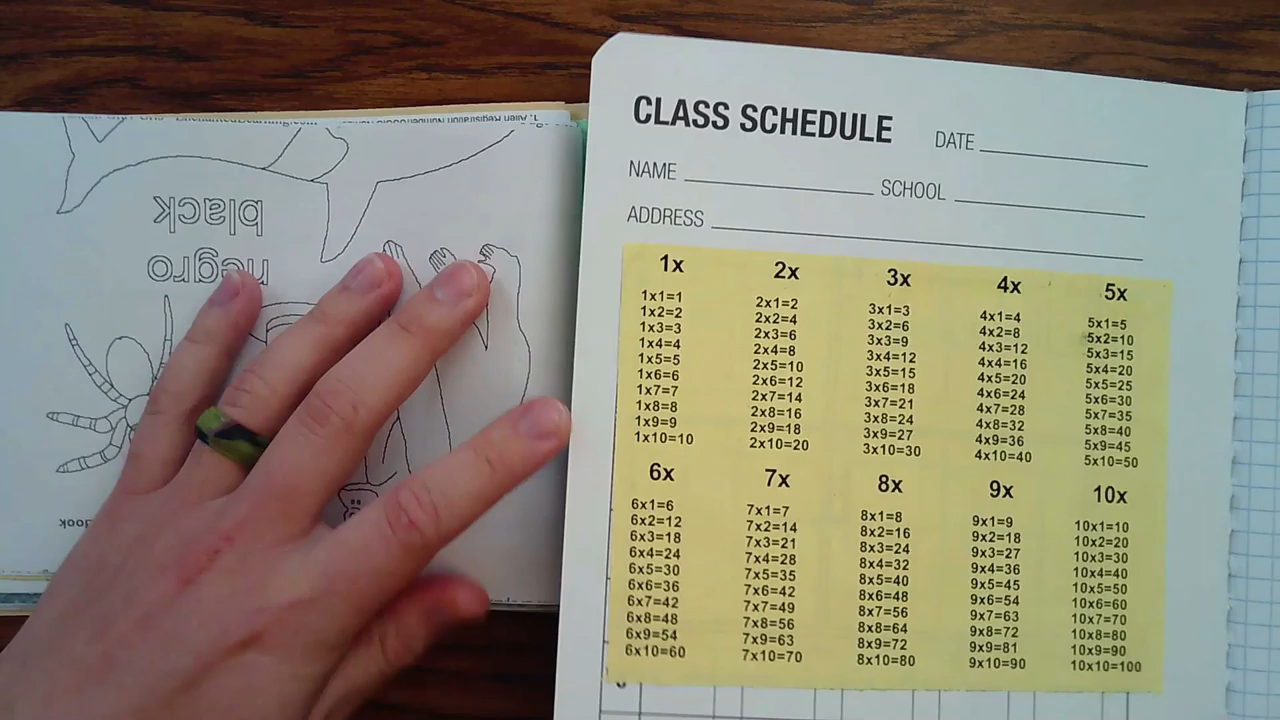 CLASS SCHEDULE DATE
NAME SCHOOL
ADDRESS
1x 2x 3x 4x 5x
1x1=1 2x1=2 3x1=3 4x1=4 5x1=5
1x2=2 2x2=4 3x2=6 4x2=8 5x2=10
1x3=3 2x3=6 3x3=9 4x3=12 5x3=15
1x4=4 2x4=8 3x4=12 4x4=16 5x4=20
1x5=5 2x5=10 3x5=15 4x5=20 5x5=25
1x6=6 2x6=12 3x6=18 4x6=24 5x6=30
1x7=7 2x7=14 3x7=21 4x7=28 5x7=35
1x8=8 2x8=16 3x8=24 4x8=32 5x8=40
1x9=9 2x9=18 3x9=27 4x9=36 5x9=45
1x10=10 2x10=20 3x10=30 4x10=40 5x10=50
6x 7x 8x 9x 10x
6x1=6 7x1=7 8x1=8 9x1=9 10x1=10
6x2=12 7x2=14 8x2=16 9x2=18 10x2=20
6x3=18 7x3=21 8x3=24 9x3=27 10x3=30
6x4=24 7x4=28 8x4=32 9x4=36 10x4=40
6x5=30 7x5=35 8x5=40 9x5=45 10x5=50
6x6=36 7x6=42 8x6=48 9x6=54 10x6=60
6x7=42 7x7=49 8x7=56 9x7=63 10x7=70
6x8=48 7x8=56 8x8=64 9x8=72 10x8=80
6x9=54 7x9=63 8x9=72 9x9=81 10x9=90
6x10=60 7x10=70 8x10=80 9x10=90 10x10=100
negro
black
1. Alien Registration Number